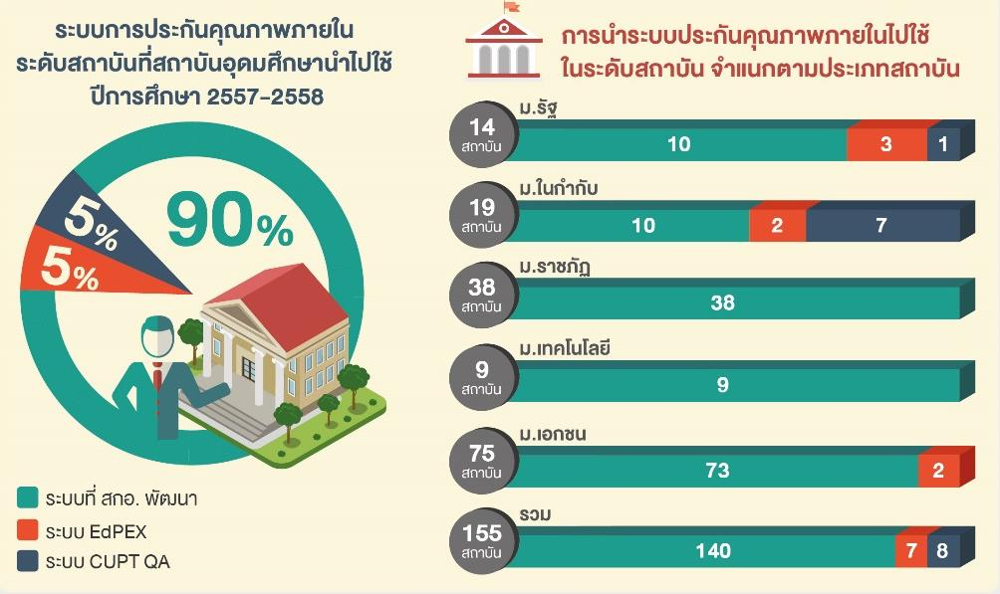 ระบบการประกันคุณภาพภายใน
ระดับสถาบันที่สถาบันอุดมศึกษานำไปใช้
ปีการศึกษา 2557-2558
90%
5%
5%
ระบบที่ สกอ. พัฒนา
ระบบ EdPEX
ระบบ CUPT QA
การนำระบบประกันคุณภาพภายในไปใช้
ในระดับสถาบัน จำแนกตามประเภทสถาบัน
ม.รัฐ
14
สถาบัน
10
3
1
ม.ในกำกับ
19
สถาบัน
10
2
7
ม.ราชภัฏ
38
สถาบัน
38
ม.เทคโนโลยี
9
สถาบัน
9
ม.เอกชน
75
สถาบัน
73
2
รวม
155
สถาบัน
140
7
8